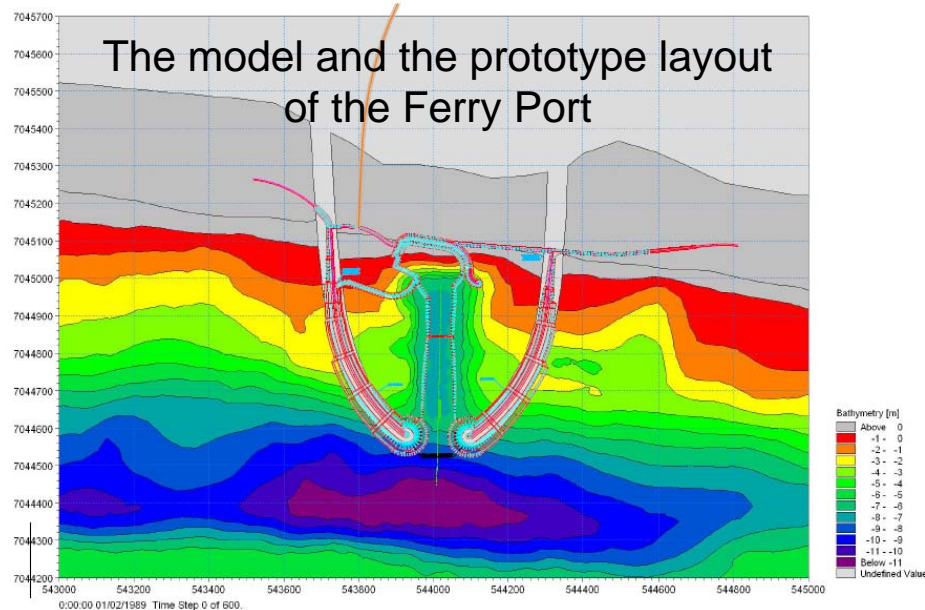 The model and the prototype layout
of the Ferry Port
7045700
7045600
7045500
7045400
7045300
7045200
7045100
7045000
7044900
7044800
7044700
7044600
7044500
7044400
7044300
7044200
543000
543200
543400
543600
543800
544000
544200
544400
544600
544800
545000
0:00:00 01/02/1989 Time Step 0 of 600.
Bathymetry [m]
Above 0
-1 - 0
-2 - -1
-3 - -2
-4 - -3
-5 - -4
-6 - -5
-7 - -6
-8 - -7
-9 - -8
-10 - -9
-11 - -10
Below -11
Undefined Value